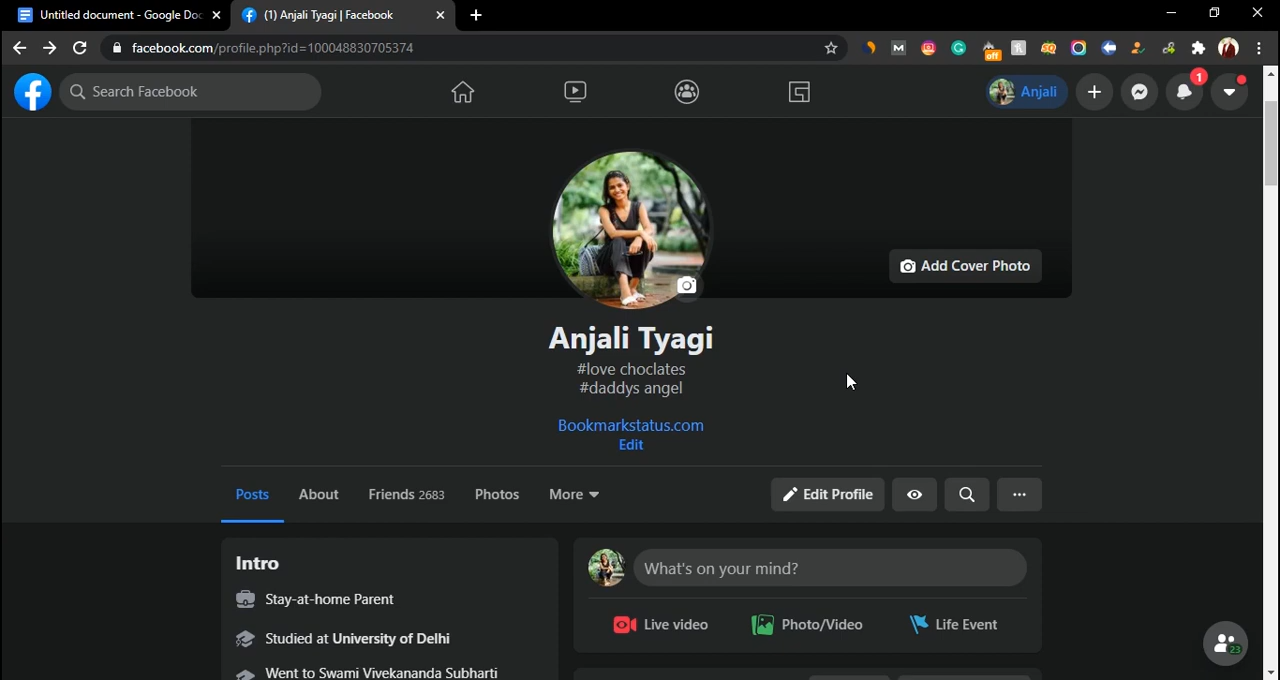 Untitled document - Google Doc
(1) Anjali Tyagi | Facebook
facebook.com/profile.php?id=100048830705374
off
Search Facebook
Anjali
1
Add Cover Photo
Anjali Tyagi
#love choclates
#daddys angel
Bookmarkstatus.com
Edit
Posts About Friends 2683 Photos More
Edit Profile
Intro
Stay-at-home Parent
Studied at University of Delhi
Went to Swami Vivekananda Subharti
What's on your mind?
Live video Photo/Video Life Event
23